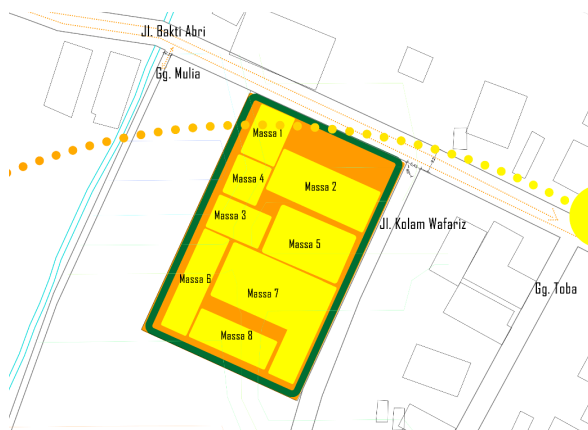 Jl. Bakti Abri
Gg. Mulia
Massa 1
Massa 4
Massa 2
Massa 3
Massa 5
Jl. Kolam Wafariz
Massa 6
Massa 7
Gg. Toba
Massa 8